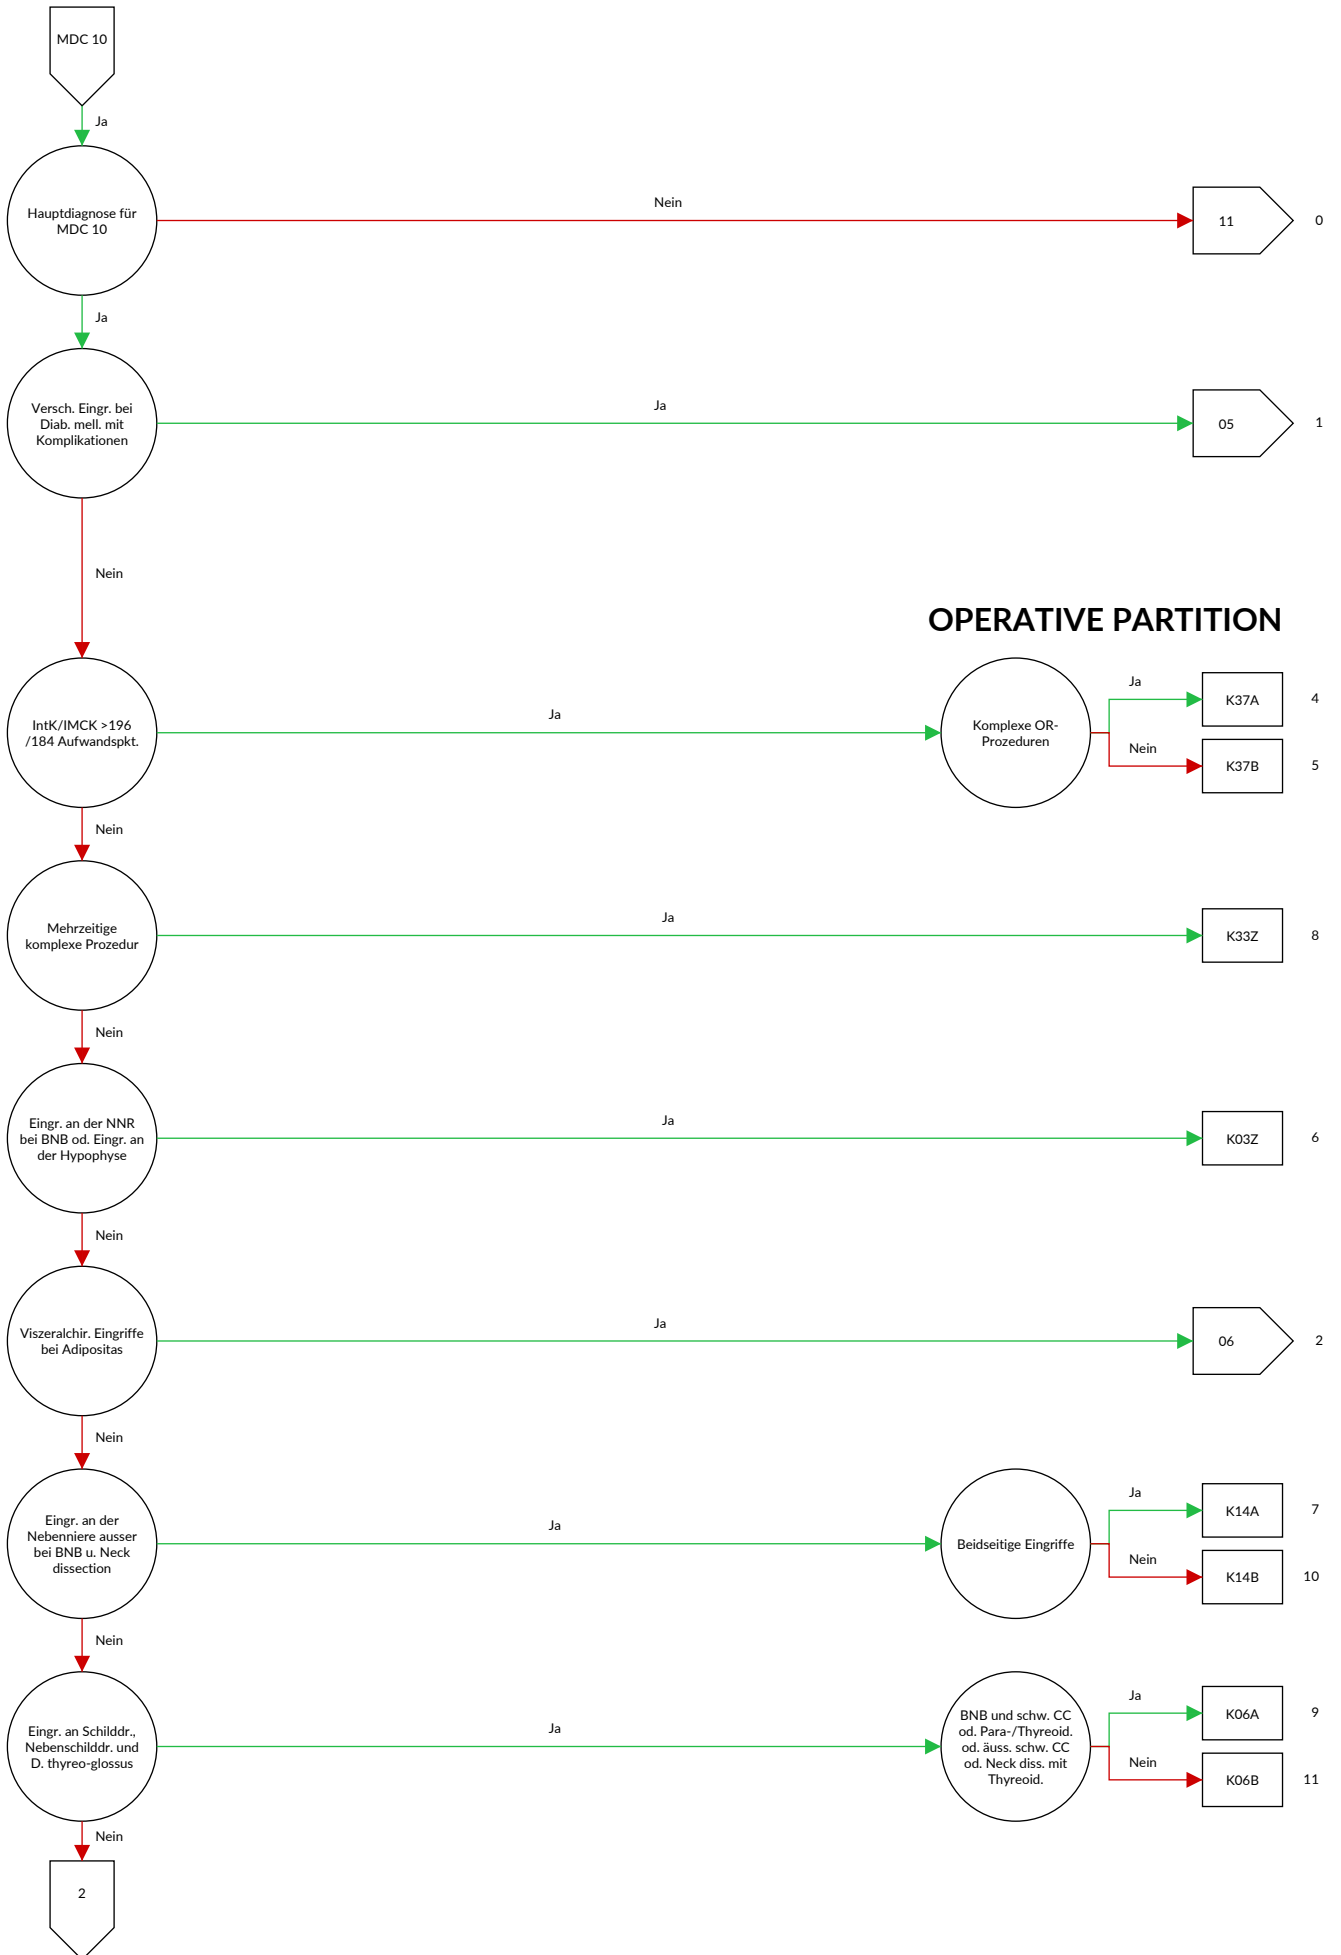 MDC 10
Ja
Hauptdiagnose für
MDC 10
Nein
11
0
Ja
Versch. Eingr. bei
Diab. mell. mit
Komplikationen
Ja
05
1
Nein
OPERATIVE PARTITION
IntK/IMCK >196
/184 Aufwandspkt.
Ja
Komplexe OR-
Prozeduren
Ja
K37A
4
Nein
K37B
5
Nein
Mehrzeitige
komplexe Prozedur
Ja
K33Z
8
Nein
Eingr. an der NNR
bei BNB od. Eingr. an
der Hypophyse
Ja
K03Z
6
Nein
Viszeralchir. Eingriffe
bei Adipositas
Ja
06
2
Nein
Eingr. an der
Nebenniere ausser
bei BNB u. Neck
dissection
Ja
Beidseitige Eingriffe
Ja
K14A
7
Nein
K14B
10
Nein
Eingr. an Schilddr.,
Nebenschilddr. und
D. thyreo-glossus
Ja
BNB und schw. CC
od. Para-/Thyreoid.
od. äuss. schw. CC
od. Neck diss. mit
Thyreoid.
Ja
K06A
9
Nein
K06B
11
Nein
2